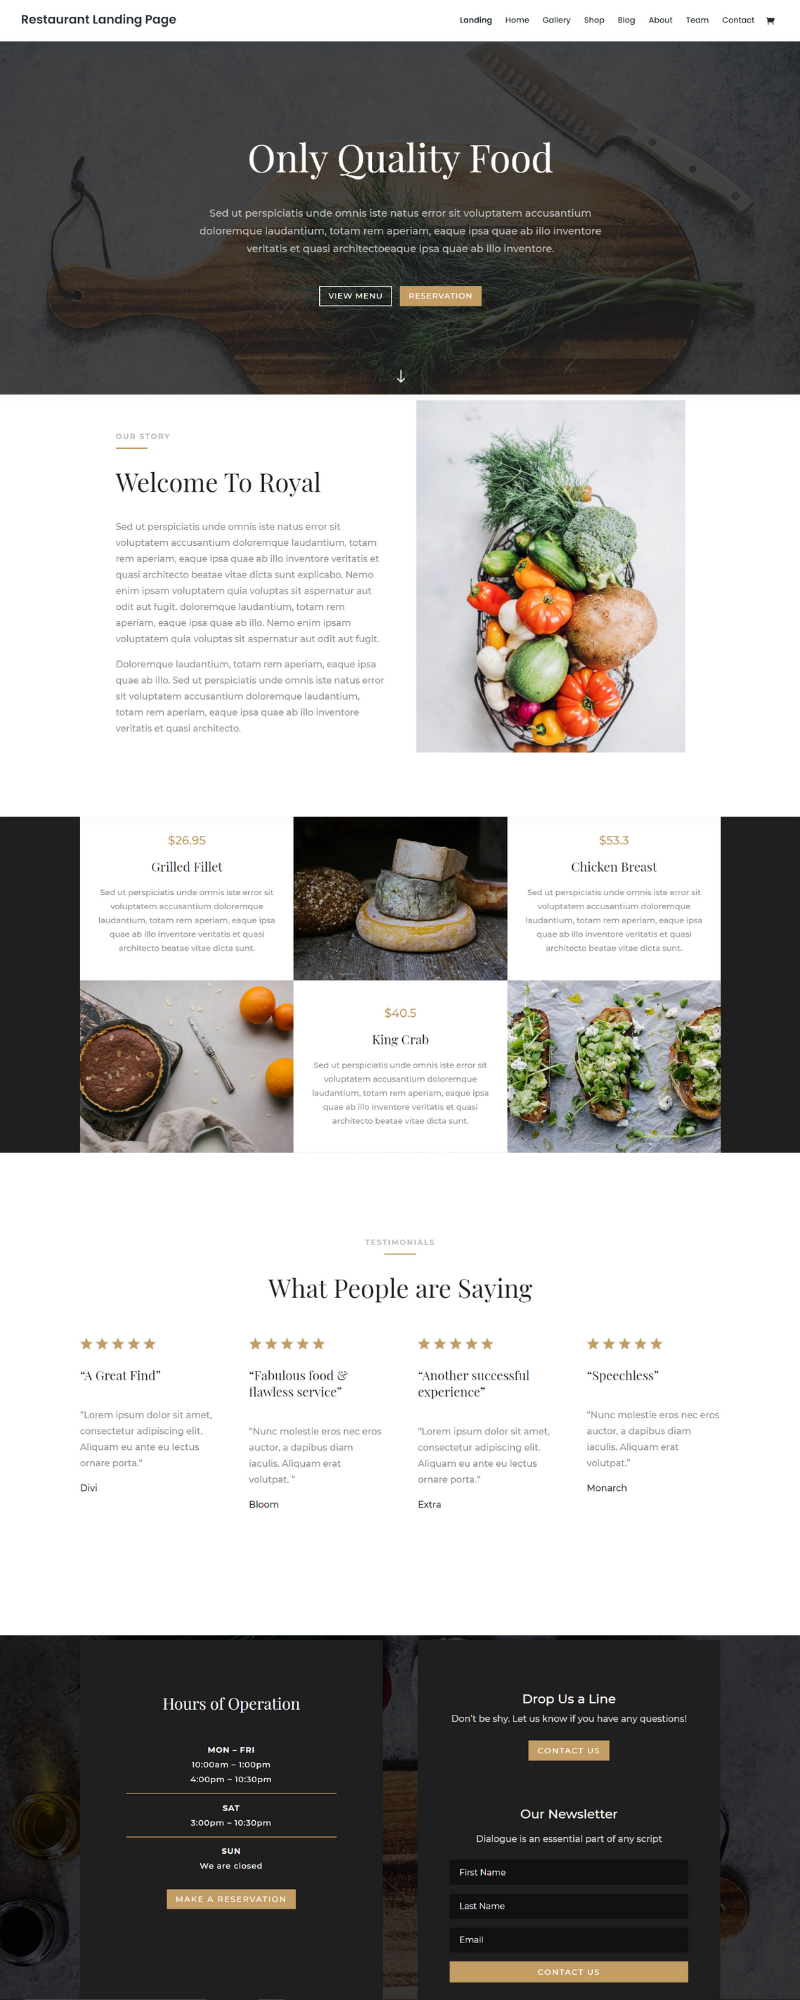 Restaurant Landing Page
Landing Home Gallery Shop Blog About Team Contact
Only Quality Food
Sed ut perspiciatis unde omnis iste natus error sit voluptatem accusantium
doloremque laudantium, totam rem aperiam, eaque ipsa quae ab illo inventore
veritatis et quasi architectoeaque ipsa quae ab illo inventore.
VIEW MENU
RESERVATION
OUR STORY
Welcome To Royal
Sed ut perspiciatis unde omnis iste natus error sit
voluptatem accusantium doloremque laudantium, totam
rem aperiam, eaque ipsa quae ab illo inventore veritatis et
quasi architecto beatae vitae dicta sunt explicabo. Nemo
enim ipsam voluptatem quia voluptas sit aspernatur aut
odit aut fugit. doloremque laudantium, totam rem
aperiam, eaque ipsa quae ab illo. Nemo enim ipsam
voluptatem quia voluptas sit aspernatur aut odit aut fugit.
Doloremque laudantium, totam rem aperiam, eaque ipsa
quae ab illo. Sed ut perspiciatis unde omnis iste natus error
sit voluptatem accusantium doloremque laudantium,
totam rem aperiam, eaque ipsa quae ab illo inventore
veritatis et quasi architecto.
$26.95
Grilled Fillet
Sed ut perspiciatis unde omnis iste error sit
voluptatem accusantium doloremque
laudantium, totam rem aperiam, eaque ipsa
quae ab illo inventore veritatis et quasi
architecto beatae vitae dicta sunt.
$53.3
Chicken Breast
Sed ut perspiciatis unde omnis iste error sit
voluptatem accusantium doloremque
laudantium, totam rem aperiam, eaque ipsa
quae ab illo inventore veritatis et quasi
architecto beatae vitae dicta sunt.
$40.5
King Crab
Sed ut perspiciatis unde omnis iste error sit
voluptatem accusantium doloremque
laudantium, totam rem aperiam, eaque ipsa
quae ab illo inventore veritatis et quasi
architecto beatae vitae dicta sunt.
TESTIMONIALS
What People are Saying
“A Great Find”
“Lorem ipsum dolor sit amet,
consectetur adipiscing elit.
Aliquam eu ante eu lectus
ornare porta.”
Divi
“Fabulous food &
flawless service”
“Nunc molestie eros nec eros
auctor, a dapibus diam
iaculis. Aliquam erat
volutpat. ”
Bloom
“Another successful
experience”
“Lorem ipsum dolor sit amet,
consectetur adipiscing elit.
Aliquam eu ante eu lectus
ornare porta.”
Extra
“Speechless”
“Nunc molestie eros nec eros
auctor, a dapibus diam
iaculis. Aliquam erat
volutpat.”
Monarch
Hours of Operation
MON – FRI
10:00am – 1:00pm
4:00pm – 10:30pm
SAT
3:00pm – 10:30pm
SUN
We are closed
MAKE A RESERVATION
Drop Us a Line
Don’t be shy. Let us know if you have any questions!
CONTACT US
Our Newsletter
Dialogue is an essential part of any script
First Name
Last Name
Email
CONTACT US